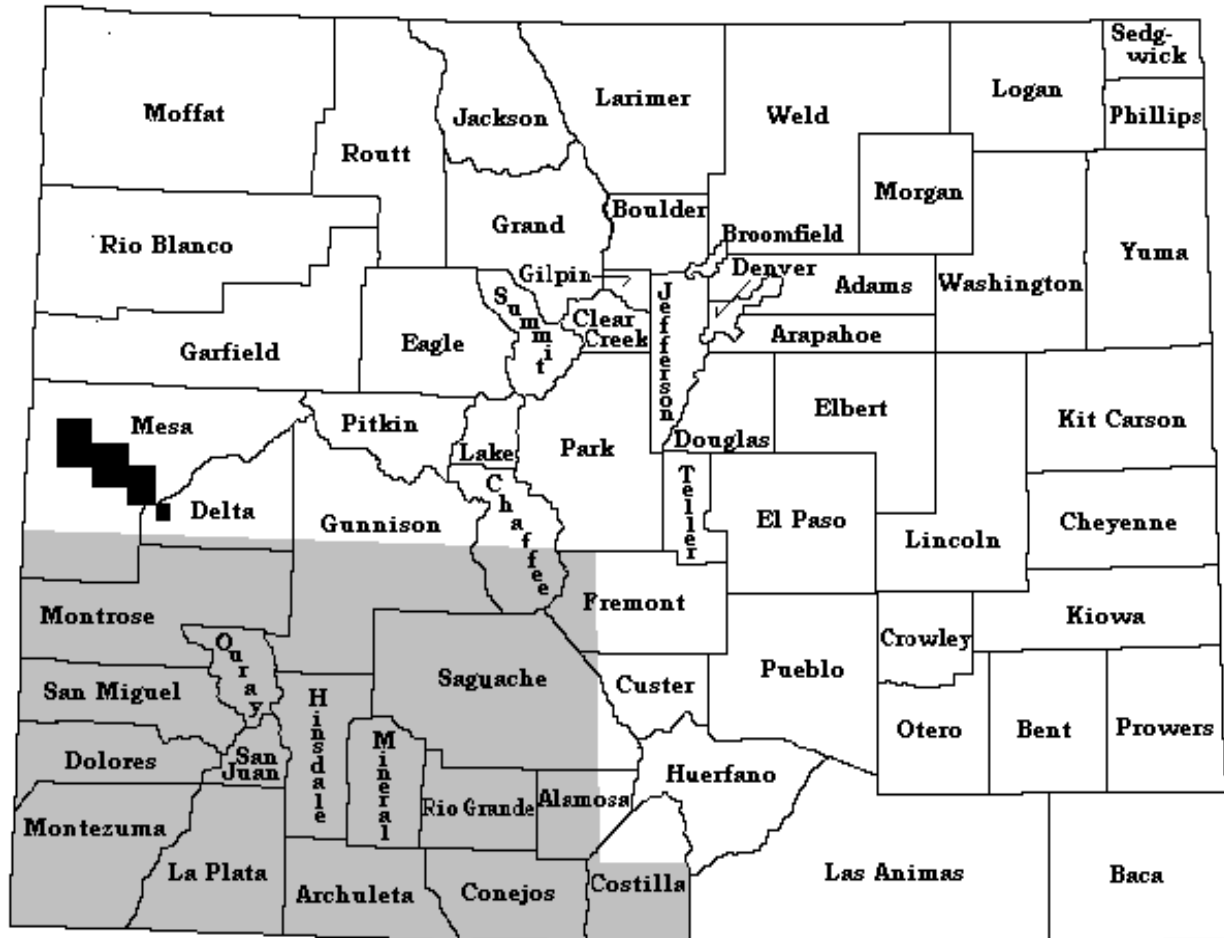 Sedg-
wick
Logan
Larimer
Weld
Moffat
Phillips
Jackson
Routt
Morgan
Boulder
Grand
Broomfield
Rio Blanco
Yuma
Gilpin
Denver
Adams
Washington
Summit
Clear
Creek
Jefferson
Arapahoe
Eagle
Garfield
Elbert
Kit Carson
Mesa
Pitkin
Park
Douglas
Lake
Chaffee
Teller
Delta
Gunnison
El Paso
Cheyenne
Lincoln
Montrose
Fremont
Kiowa
Crowley
Ouray
Pueblo
Saguache
San Miguel
Custer
Hinsdale
Otero
Bent
Prowers
Mineral
San
Juan
Dolores
Huerfano
Alamosa
Rio Grande
Montezuma
La Plata
Las Animas
Baca
Costilla
Archuleta
Conejos